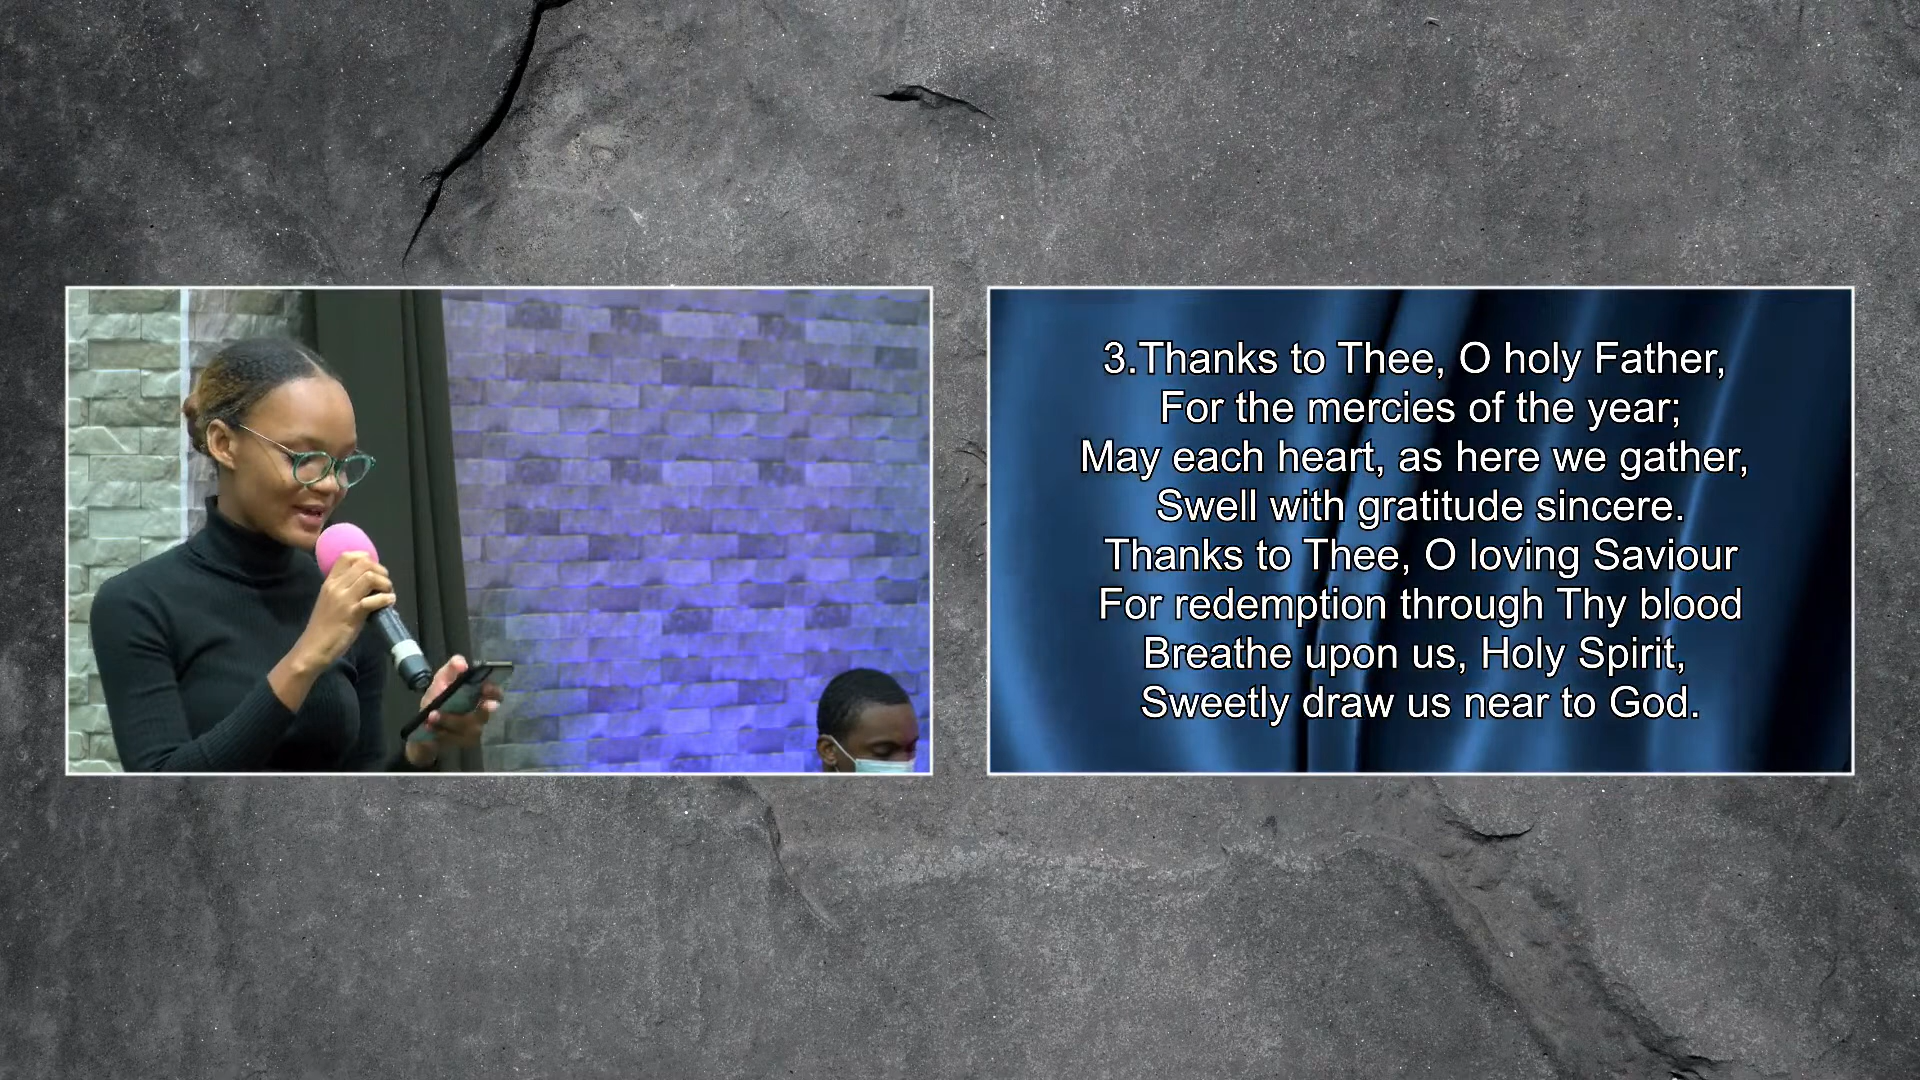 3.Thanks to Thee, O holy Father,
For the mercies of the year;
May each heart, as here we gather,
Swell with gratitude sincere.
Thanks to Thee, O loving Saviour
For redemption through Thy blood
Breathe upon us, Holy Spirit,
Sweetly draw us near to God.